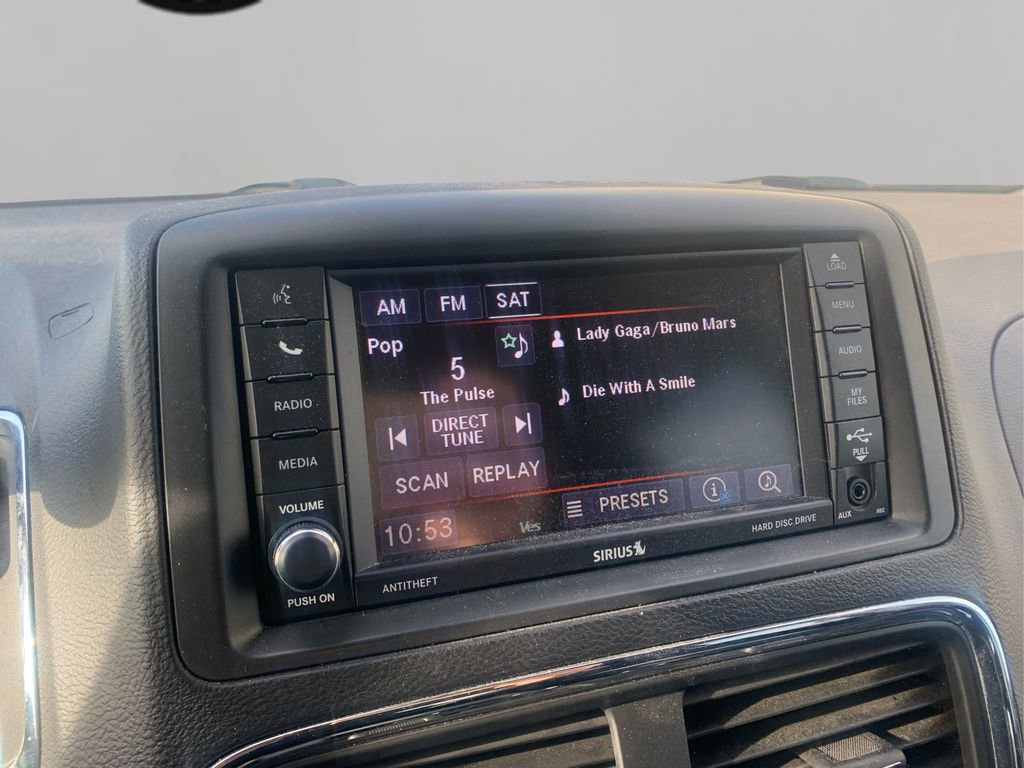 AM FM SAT
Pop
5
The Pulse
DIRECT
TUNE
SCAN REPLAY
10:53
Lady Gaga/Bruno Mars
Die With A Smile
Ves
PRESETS
i
RADIO
MEDIA
VOLUME
PUSH ON
ANTITHEFT
SIRIUS
HARD DISC DRIVE
LOAD
MENU
AUDIO
MY
FILES
PULL
AUX
RBZ